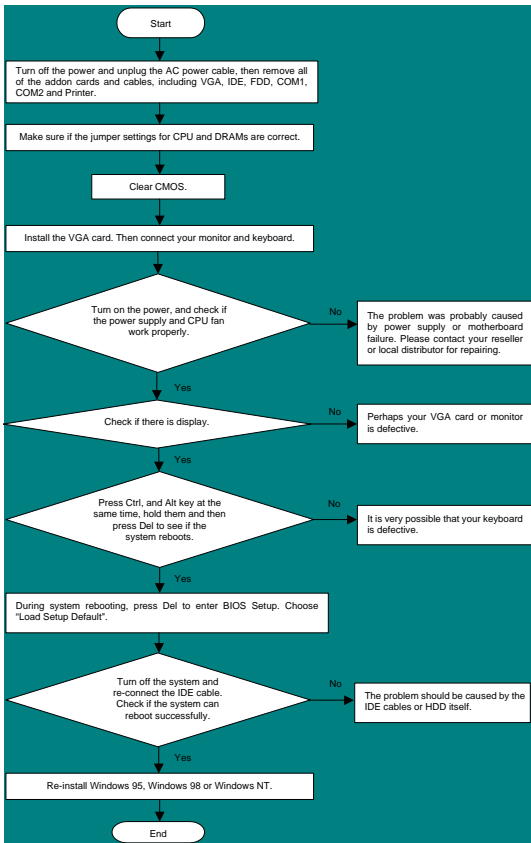 Start
Turn off the power and unplug the AC power cable, then remove all
of the addon cards and cables, including VGA, IDE, FDD, COM1,
COM2 and Printer.
Make sure if the jumper settings for CPU and DRAMs are correct.
Clear CMOS.
Install the VGA card. Then connect your monitor and keyboard.
Turn on the power, and check if
the power supply and CPU fan
work properly.
No
The problem was probably caused
by power supply or motherboard
failure. Please contact your reseller
or local distributor for repairing.
Yes
Check if there is display.
No
Perhaps your VGA card or monitor
is defective.
Yes
Press Ctrl, and Alt key at the
same time, hold them and then
press Del to see if the
system reboots.
No
It is very possible that your keyboard
is defective.
Yes
During system rebooting, press Del to enter BIOS Setup. Choose
"Load Setup Default".
Turn off the system and
re-connect the IDE cable.
Check if the system can
reboot successfully.
No
The problem should be caused by the
IDE cables or HDD itself.
Yes
Re-install Windows 95, Windows 98 or Windows NT.
End